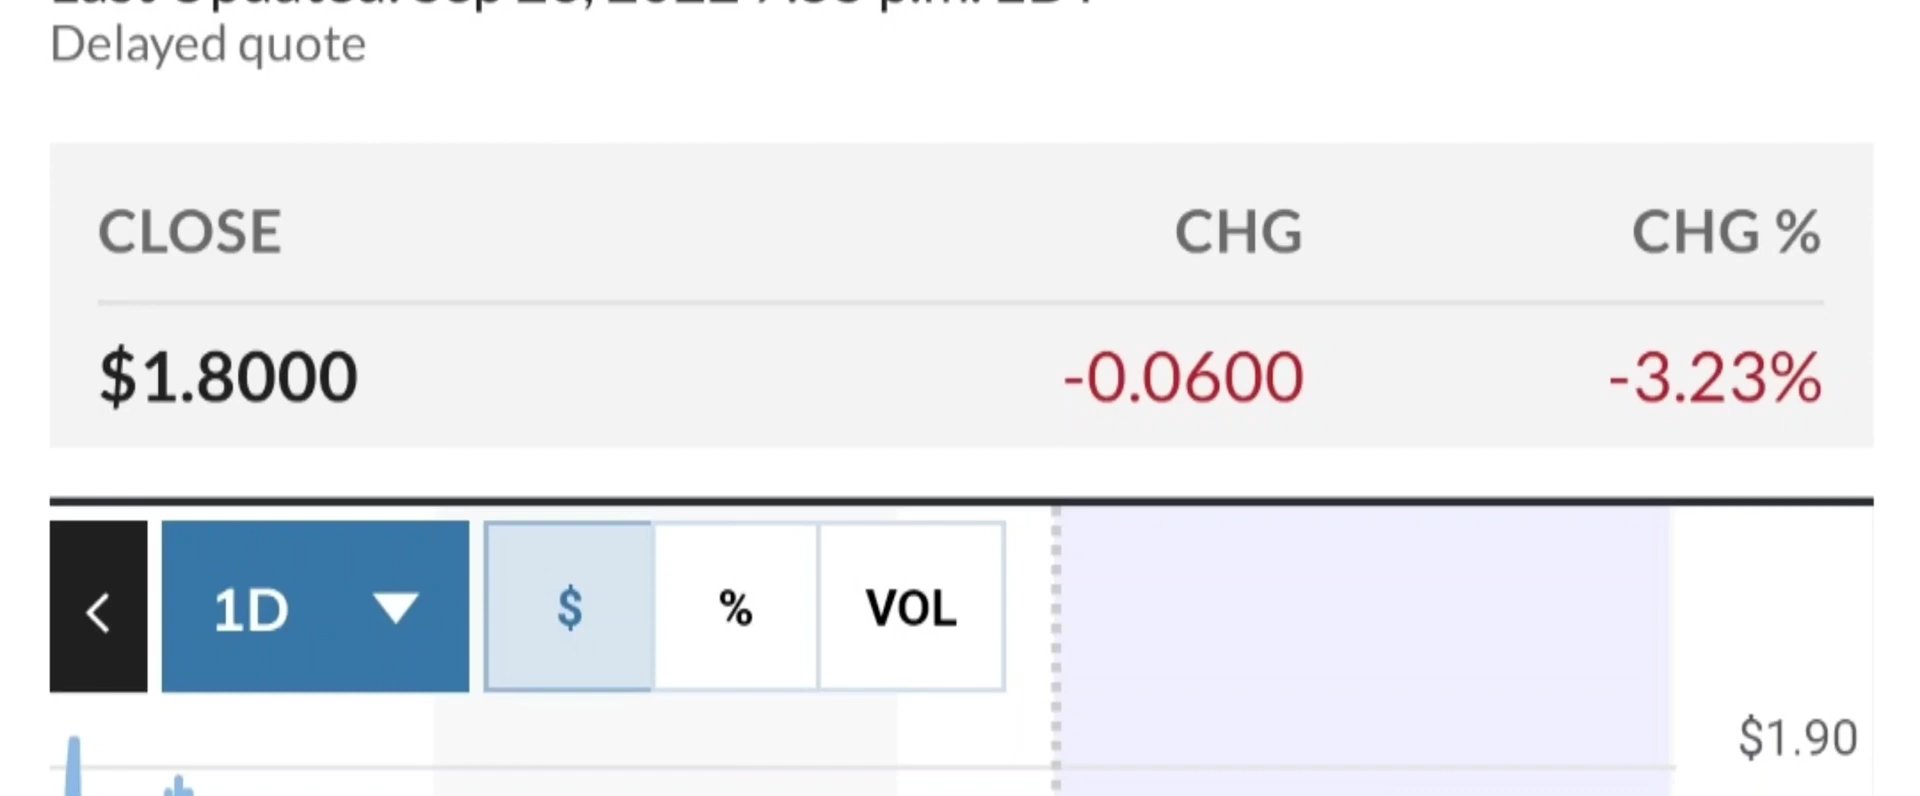 Delayed quote
CLOSE CHG CHG %
$1.8000 -0.0600 -3.23%
1D $ % VOL
$1.90